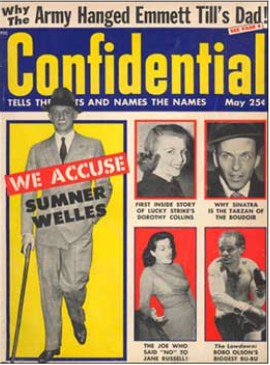 Why The Army Hanged Emmett Till's Dad!
SEE PAGE 8!
Confidential
TELLS THE FACTS AND NAMES THE NAMES May 25¢
WE ACCUSE
SUMNER
WELLES
FIRST INSIDE STORY
OF LUCKY STRIKE'S
DOROTHY COLLINS
WHY SINATRA
IS THE TARZAN OF
THE BOUDOIR
THE JOE WHO
SAID "NO" TO
JANE RUSSELL!
The Lowdown!
BOBO OLSON'S
BIGGEST BU-BU